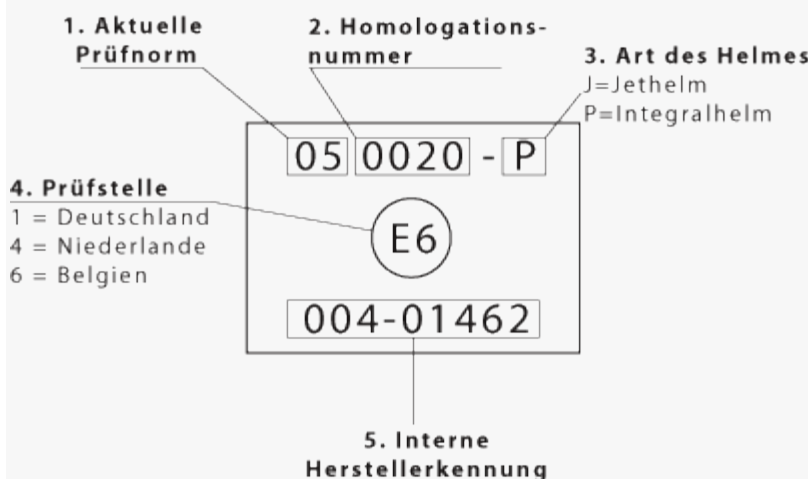 1. Aktuelle
Prüfnorm
2. Homologations-
nummer
3. Art des Helmes
J=Jethelm
P=Integralhelm
05 0020 - P
4. Prüfstelle
1 = Deutschland
4 = Niederlande
6 = Belgien
E6
004-01462
5. Interne
Herstellerkennung